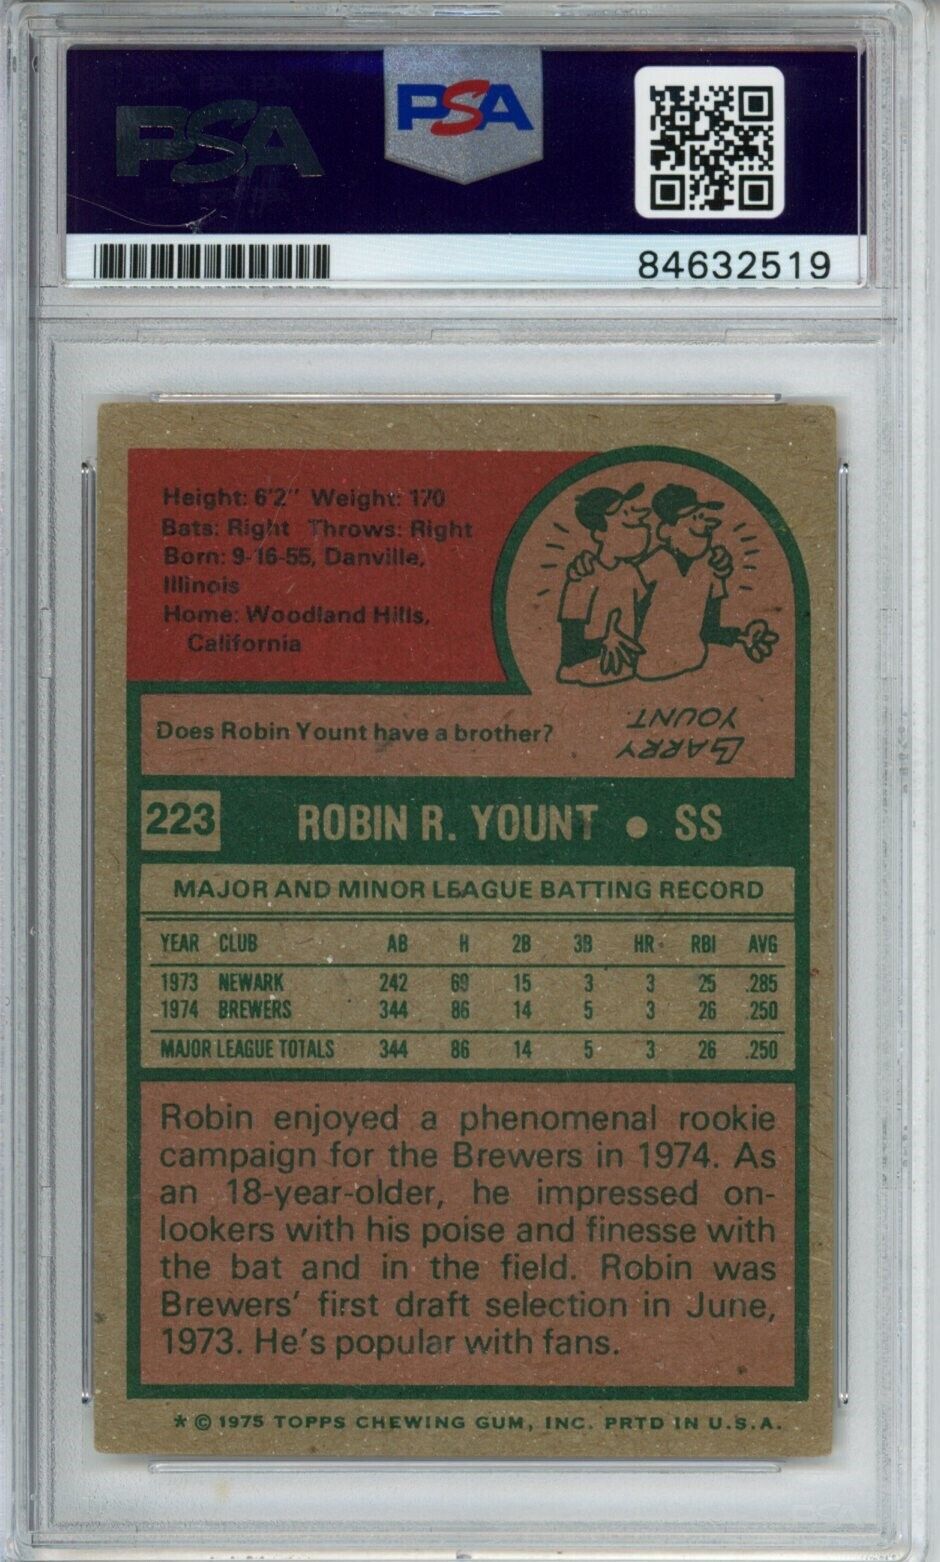 PSA
PSA
84632519
Height: 6'2" Weight: 170
Bats: Right Throws: Right
Born: 9-16-55, Danville,
Illinois
Home: Woodland Hills,
California
Does Robin Yount have a brother?
GARRY
YOUNT
223 ROBIN R. YOUNT • SS
MAJOR AND MINOR LEAGUE BATTING RECORD
YEAR CLUB AB H 2B 3B HR RBI AVG
1973 NEWARK 242 69 15 3 3 25 .285
1974 BREWERS 344 86 14 5 3 26 .250
MAJOR LEAGUE TOTALS 344 86 14 5 3 26 .250
Robin enjoyed a phenomenal rookie
campaign for the Brewers in 1974. As
an 18-year-older, he impressed on-
lookers with his poise and finesse with
the bat and in the field. Robin was
Brewers' first draft selection in June,
1973. He's popular with fans.
* © 1975 TOPPS CHEWING GUM, INC. PRTD IN U.S.A.
PSA